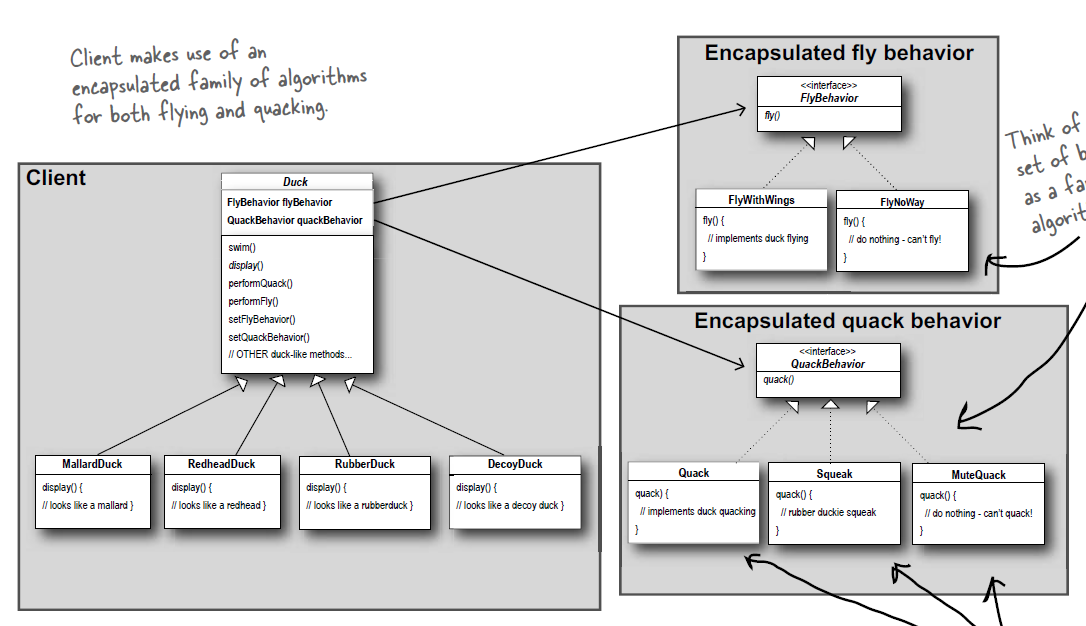 Client makes use of an
encapsulated family of algorithms
for both flying and quacking.
Client
Duck
FlyBehavior flyBehavior
QuackBehavior quackBehavior
swim()
display()
performQuack()
performFly()
setFlyBehavior()
setQuackBehavior()
// OTHER duck-like methods...
MallardDuck
display() {
// looks like a mallard }
RedheadDuck
display() {
// looks like a redhead }
RubberDuck
display() {
// looks like a rubberduck }
DecoyDuck
display() {
// looks like a decoy duck }
Encapsulated fly behavior
<<interface>>
FlyBehavior
fly()
FlyWithWings
fly() {
// implements duck flying
}
FlyNoWay
fly() {
// do nothing - can't fly!
}
Think of
set of
as a
Encapsulated quack behavior
<<interface>>
QuackBehavior
quack()
Quack
quack) {
// implements duck quacking
}
Squeak
quack() {
// rubber duckie squeak
}
MuteQuack
quack() {
// do nothing - can't quack!
}